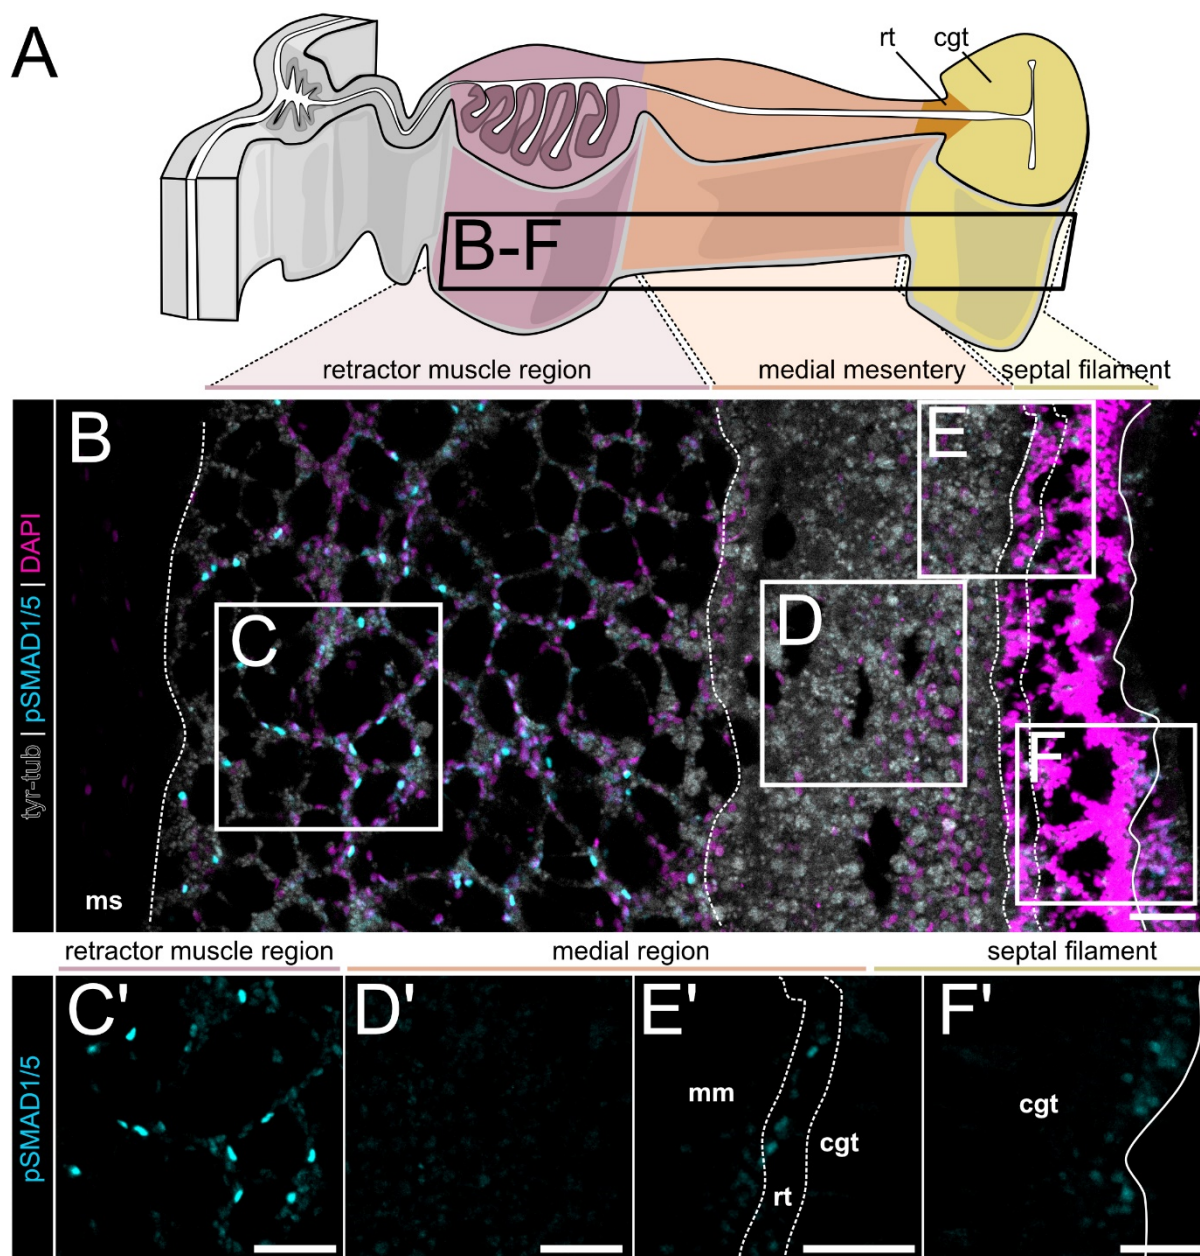 A
rt
cgt
B-F
retractor muscle region
medial mesentery
septal filament
tyr-tub | pSMAD1/5 | DAPI
B
C
D
E
F
ms
retractor muscle region
medial region
septal filament
pSMAD1/5
C'
D'
E'
F'
mm
cgt
rt
cgt